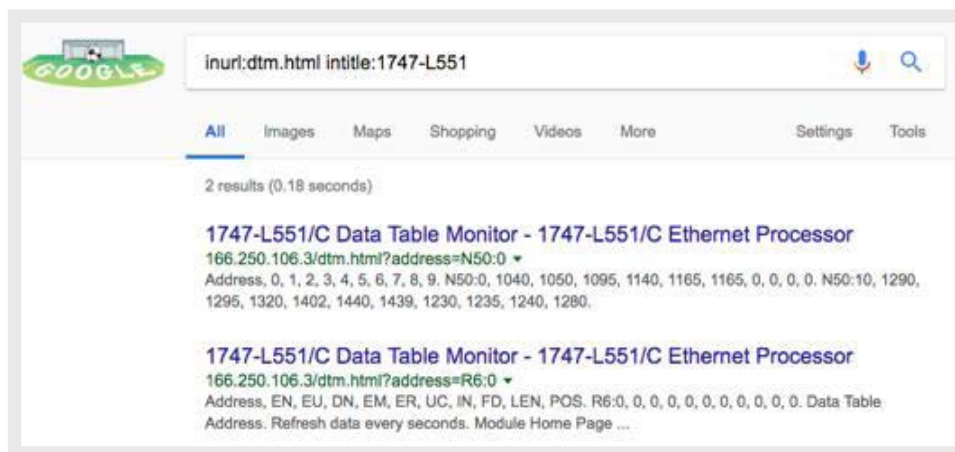 GOOGLE
inurl:dtm.html intitle:1747-L551
All Images Maps Shopping Videos More Settings Tools
2 results (0.18 seconds)
1747-L551/C Data Table Monitor - 1747-L551/C Ethernet Processor
166.250.106.3/dtm.html?address=N50:0
Address, 0, 1, 2, 3, 4, 5, 6, 7, 8, 9. N50:0, 1040, 1050, 1095, 1140, 1165, 1165, 0, 0, 0, 0. N50:10, 1290,
1295, 1320, 1402, 1440, 1439, 1230, 1235, 1240, 1280.
1747-L551/C Data Table Monitor - 1747-L551/C Ethernet Processor
166.250.106.3/dtm.html?address=R6:0
Address, EN, EU, DN, EM, ER, UC, IN, FD, LEN, POS. R6:0, 0, 0, 0, 0, 0, 0, 0, 0, 0, 0. Data Table
Address. Refresh data every seconds. Module Home Page ...